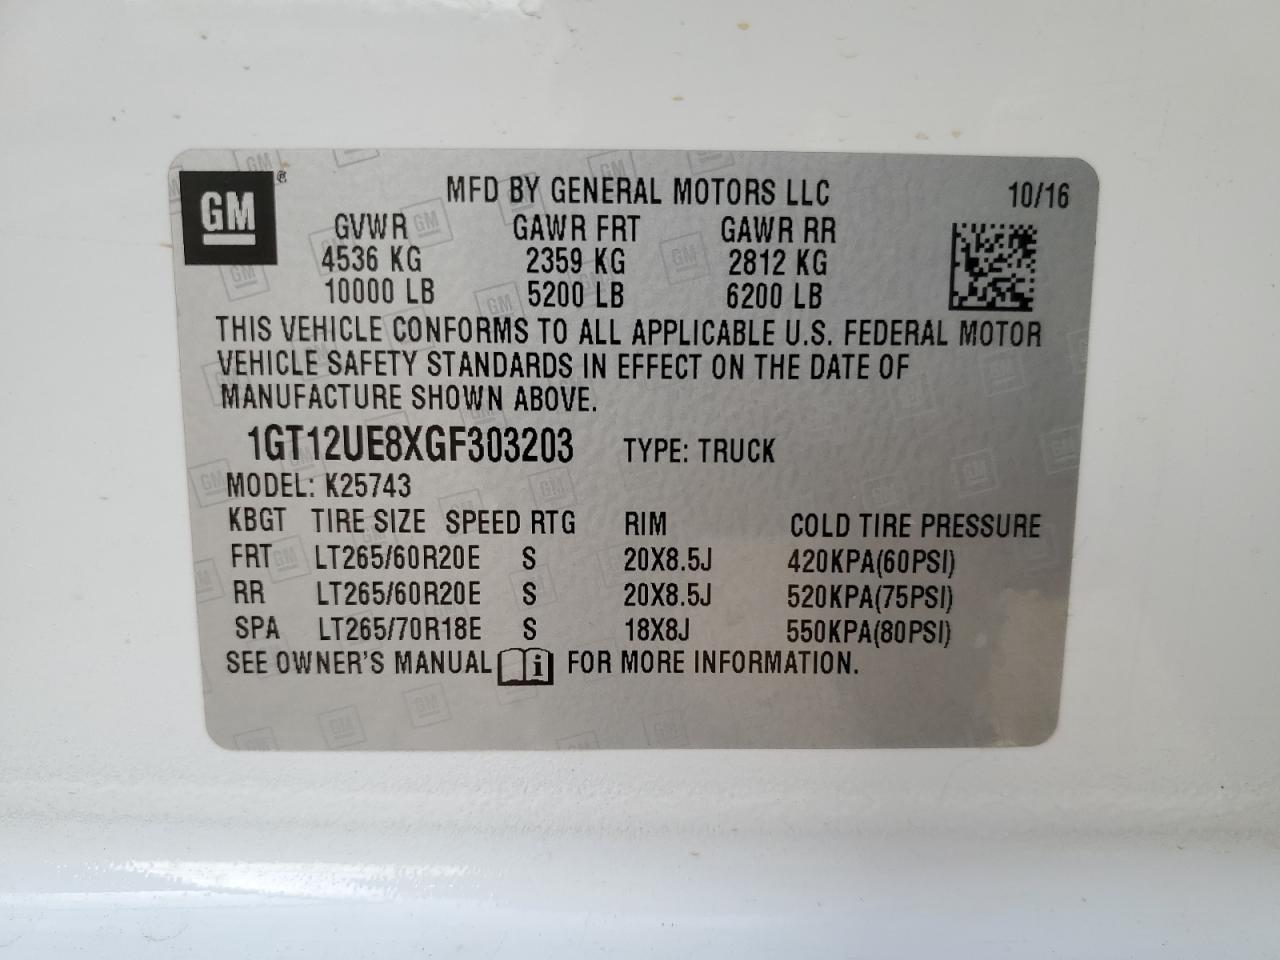 GM ®
MFD BY GENERAL MOTORS LLC 10/16
GVWR GAWR FRT GAWR RR
4536 KG 2359 KG 2812 KG
10000 LB 5200 LB 6200 LB
THIS VEHICLE CONFORMS TO ALL APPLICABLE U.S. FEDERAL MOTOR
VEHICLE SAFETY STANDARDS IN EFFECT ON THE DATE OF
MANUFACTURE SHOWN ABOVE.
1GT12UE8XGF303203 TYPE: TRUCK
MODEL: K25743
KBGT TIRE SIZE SPEED RTG RIM COLD TIRE PRESSURE
FRT LT265/60R20E S 20X8.5J 420KPA(60PSI)
RR LT265/60R20E S 20X8.5J 520KPA(75PSI)
SPA LT265/70R18E S 18X8J 550KPA(80PSI)
SEE OWNER'S MANUAL i FOR MORE INFORMATION.